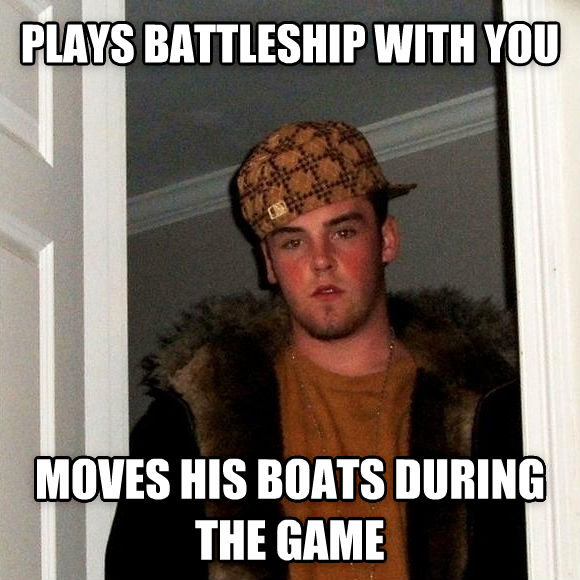 PLAYS BATTLESHIP WITH YOU
MOVES HIS BOATS DURING
THE GAME